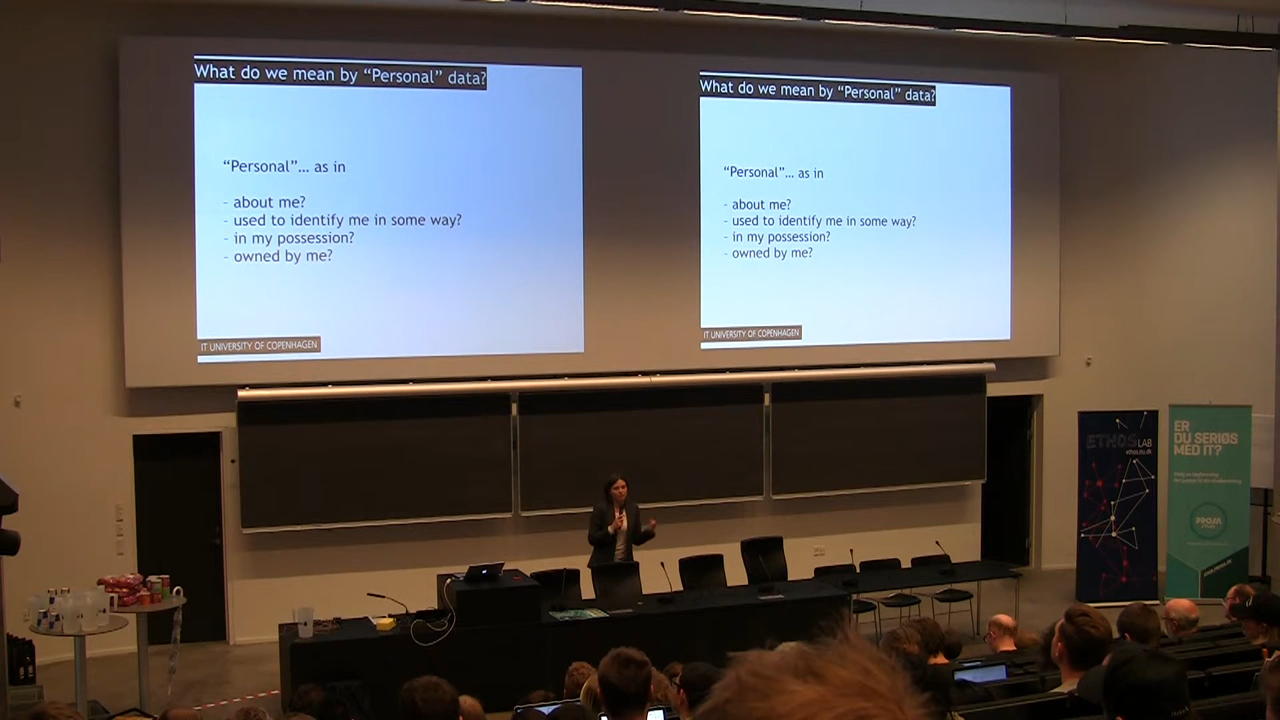 What do we mean by “Personal” data?
“Personal”... as in
- about me?
- used to identify me in some way?
- in my possession?
- owned by me?
IT UNIVERSITY OF COPENHAGEN
What do we mean by “Personal” data?
“Personal”... as in
- about me?
- used to identify me in some way?
- in my possession?
- owned by me?
IT UNIVERSITY OF COPENHAGEN
ETHOS LAB
ethos.itu.dk
ER
DU SERIØS
MED IT?
PROSA